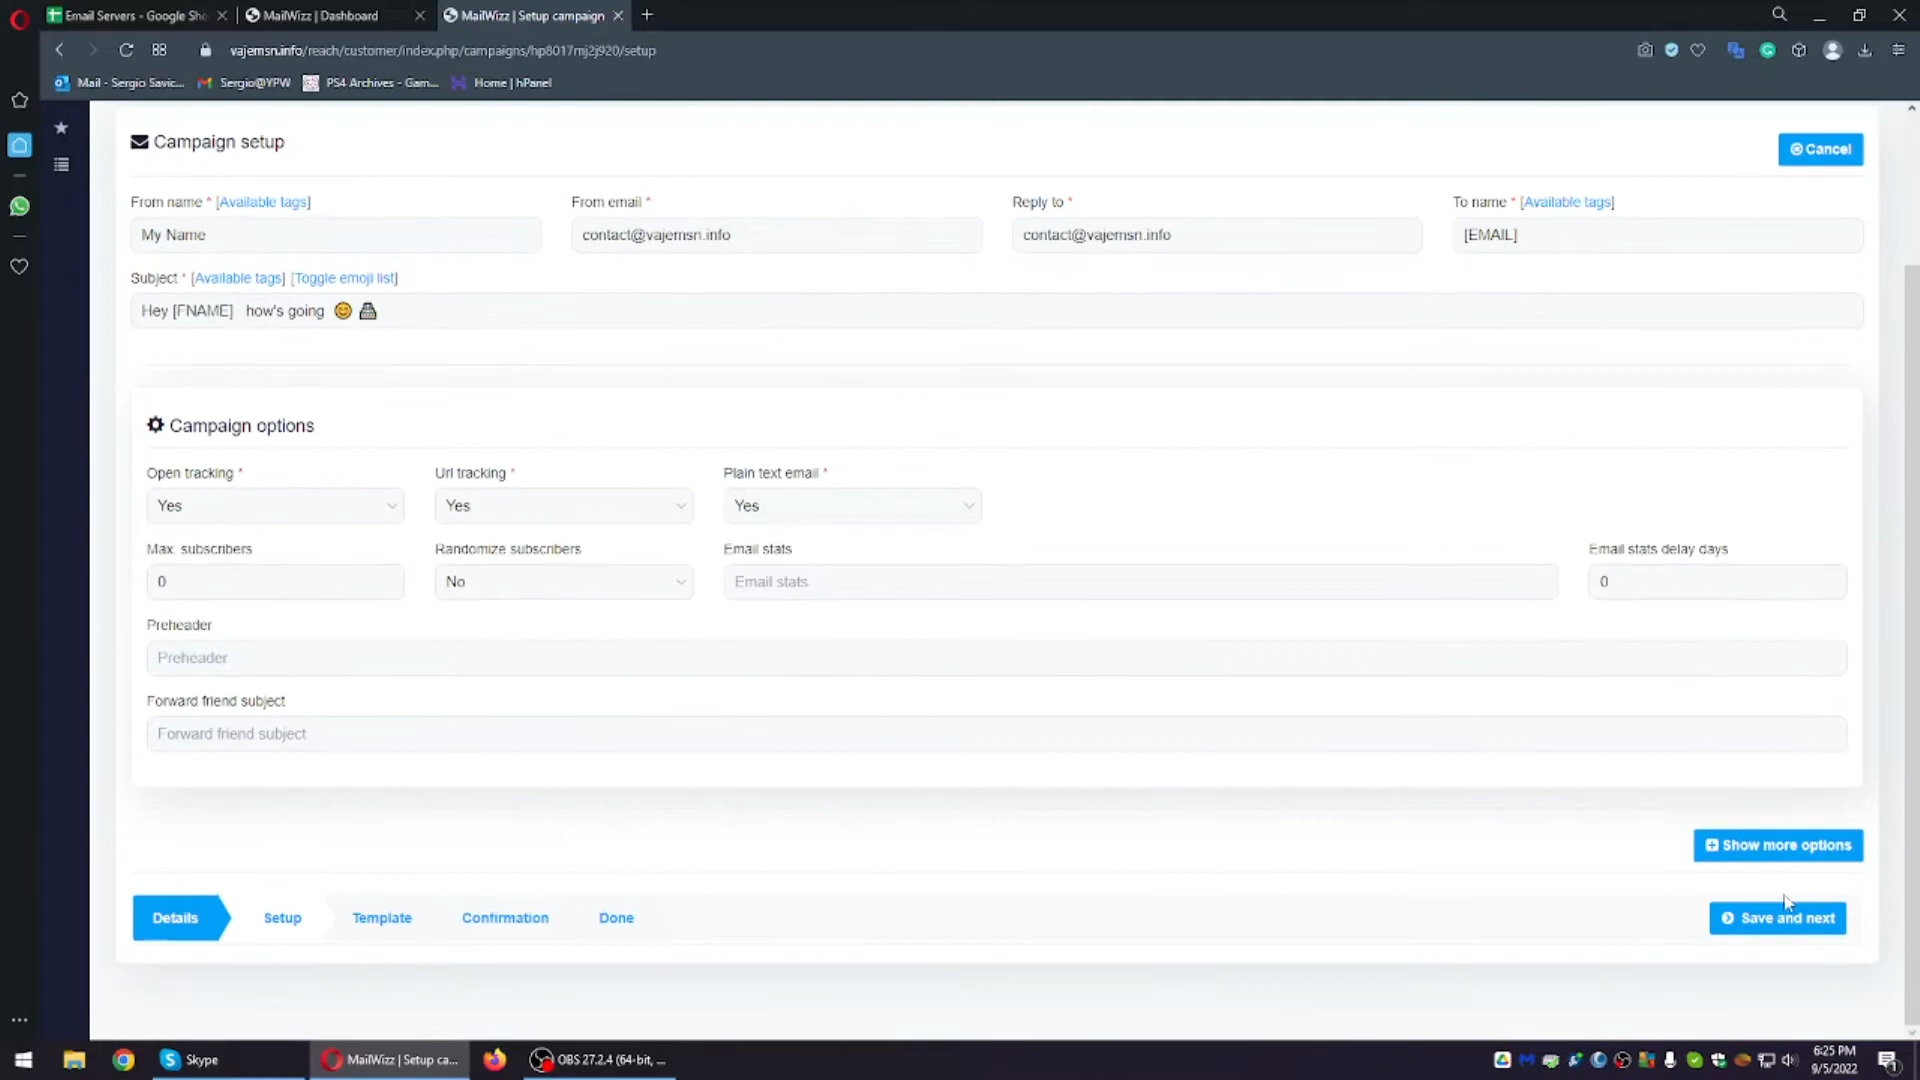 Email Servers - Google She
MailWizz | Dashboard
MailWizz | Setup campaign
vajemsn.info/reach/customer/index.php/campaigns/hp8017mj2j920/setup
Mail - Sergio Savic...
Sergio@YPW
PS4 Archives - Gam...
Home | hPanel
Campaign setup
Cancel
From name * [Available tags]
From email *
Reply to *
To name * [Available tags]
My Name
contact@vajemsn.info
contact@vajemsn.info
[EMAIL]
Subject * [Available tags] [Toggle emoji list]
Hey [FNAME] how's going 😊
Campaign options
Open tracking *
Url tracking *
Plain text email *
Yes
Yes
Yes
Max. subscribers
Randomize subscribers
Email stats
Email stats delay days
0
No
Email stats
0
Preheader
Preheader
Forward friend subject
Forward friend subject
Show more options
Details
Setup
Template
Confirmation
Done
Save and next
Skype
MailWizz | Setup ca...
OBS 27.2.4 (64-bit, ...
6:25 PM
9/5/2022
1